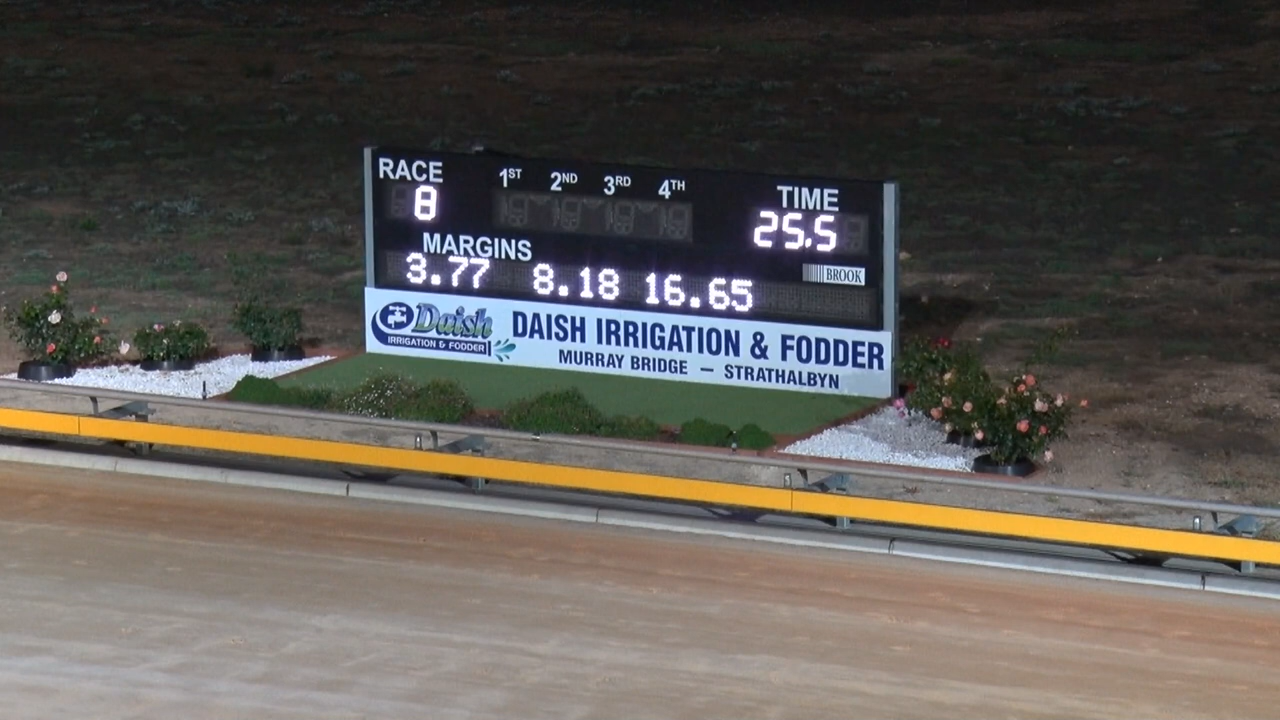 RACE 1ST 2ND 3RD 4TH TIME
8 25.5
MARGINS
3.77 8.18 16.65
BROOK
Daish
IRRIGATION & FODDER
DAISH IRRIGATION & FODDER
MURRAY BRIDGE — STRATHALBYN